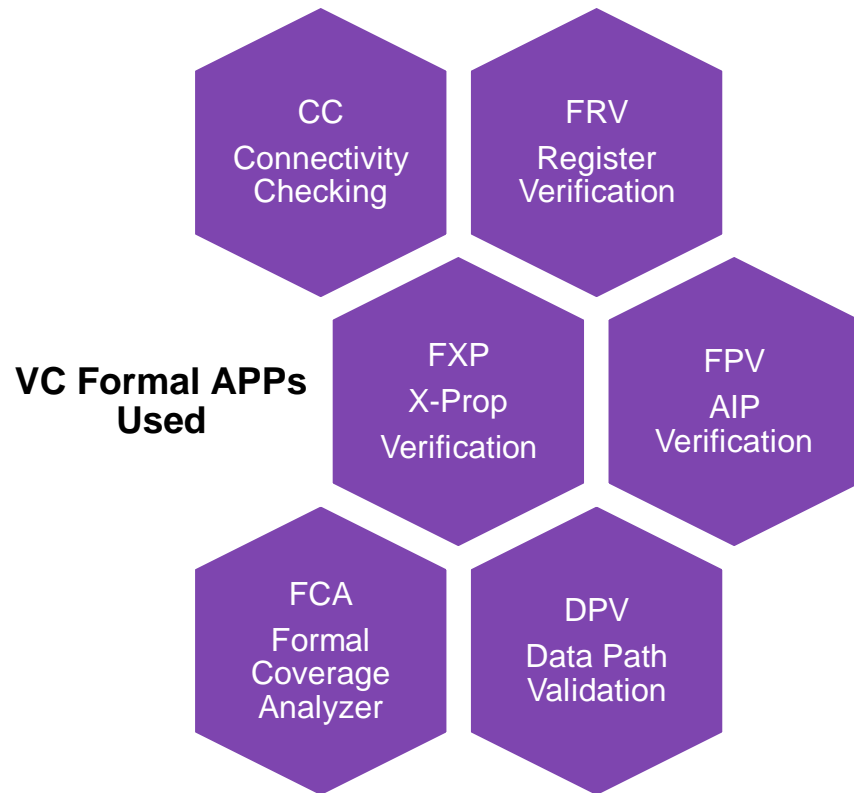 CC
Connectivity
Checking
FRV
Register
Verification
VC Formal APPs
Used
FXP
X-Prop
Verification
FPV
AIP
Verification
FCA
Formal
Coverage
Analyzer
DPV
Data Path
Validation